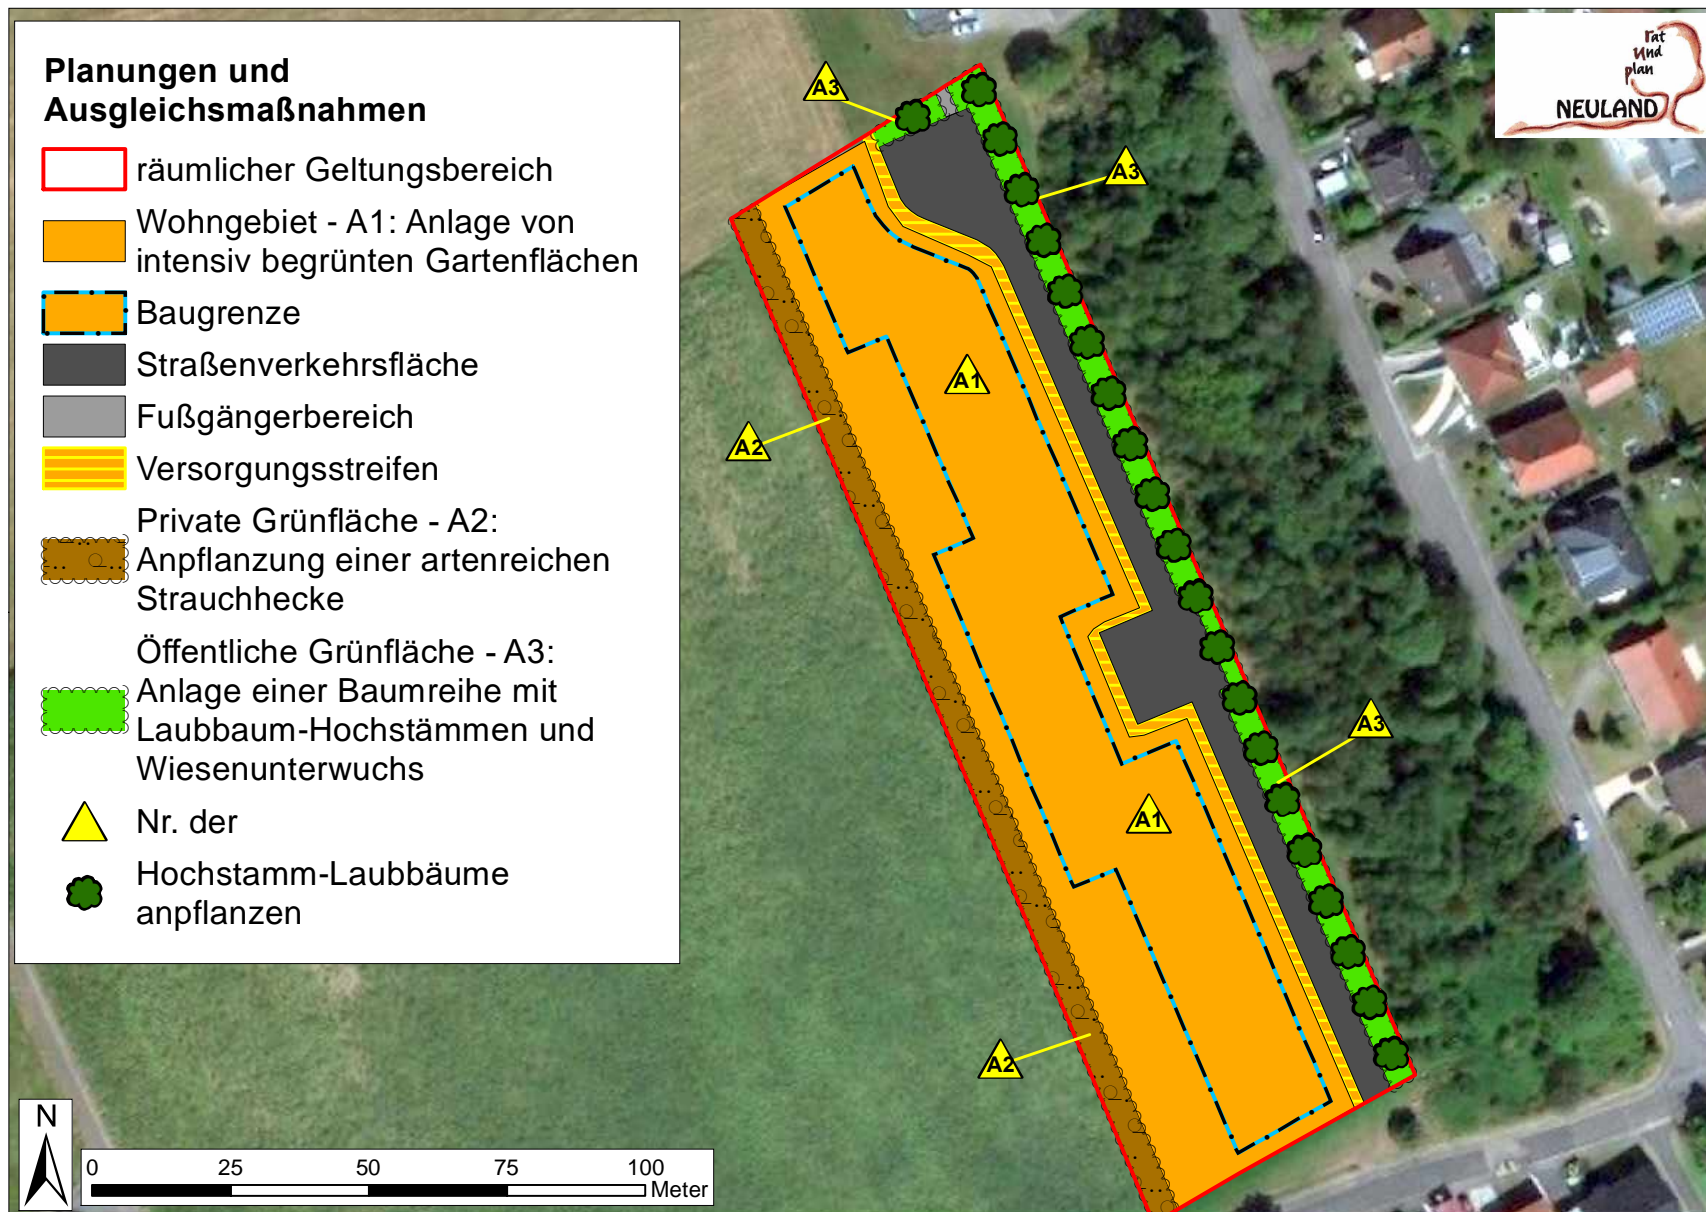 Planungen und
Ausgleichsmaßnahmen
räumlicher Geltungsbereich
Wohngebiet - A1: Anlage von
intensiv begrünten Gartenflächen
Baugrenze
Straßenverkehrsfläche
Fußgängerbereich
Versorgungsstreifen
Private Grünfläche - A2:
Anpflanzung einer artenreichen
Strauchhecke
Öffentliche Grünfläche - A3:
Anlage einer Baumreihe mit
Laubbaum-Hochstämmen und
Wiesenunterwuchs
Nr. der
Hochstamm-Laubbäume
anpflanzen
N
0 25 50 75 100
Meter
A3
A3
A1
A2
A3
A1
A2
rat
und
plan
NEULAND